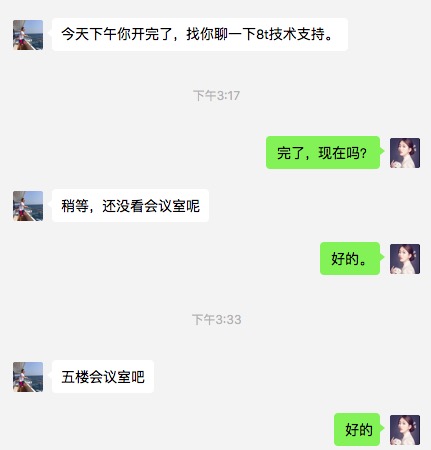 今天下午你开完了，找你聊一下8t技术支持。
下午3:17
完了，现在吗？
稍等，还没看会议室呢
好的。
下午3:33
五楼会议室吧
好的